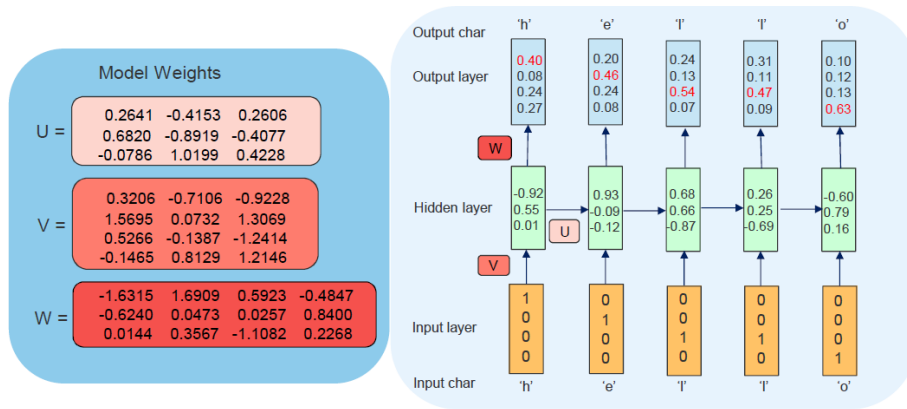 Model Weights
U =
0.2641 -0.4153 0.2606
0.6820 -0.8919 -0.4077
-0.0786 1.0199 0.4228
V =
0.3206 -0.7106 -0.9228
1.5695 0.0732 1.3069
0.5266 -0.1387 -1.2414
-0.1465 0.8129 1.2146
W =
-1.6315 1.6909 0.5923 -0.4847
-0.6240 0.0473 0.0257 0.8400
0.0144 0.3567 -1.1082 0.2268
Output char 'h' 'e' 'l' 'l' 'o'
Output layer
0.40 0.20 0.24 0.31 0.10
0.08 0.46 0.13 0.11 0.12
0.24 0.24 0.54 0.47 0.13
0.27 0.08 0.07 0.09 0.63
W
Hidden layer
-0.92 0.93 0.68 0.26 -0.60
0.55 -0.09 0.66 0.25 0.79
0.01 -0.12 -0.87 -0.69 0.16
U
V
Input layer
1 0 0 0 0
0 1 0 0 0
0 0 1 1 0
0 0 0 0 1
Input char 'h' 'e' 'l' 'l' 'o'